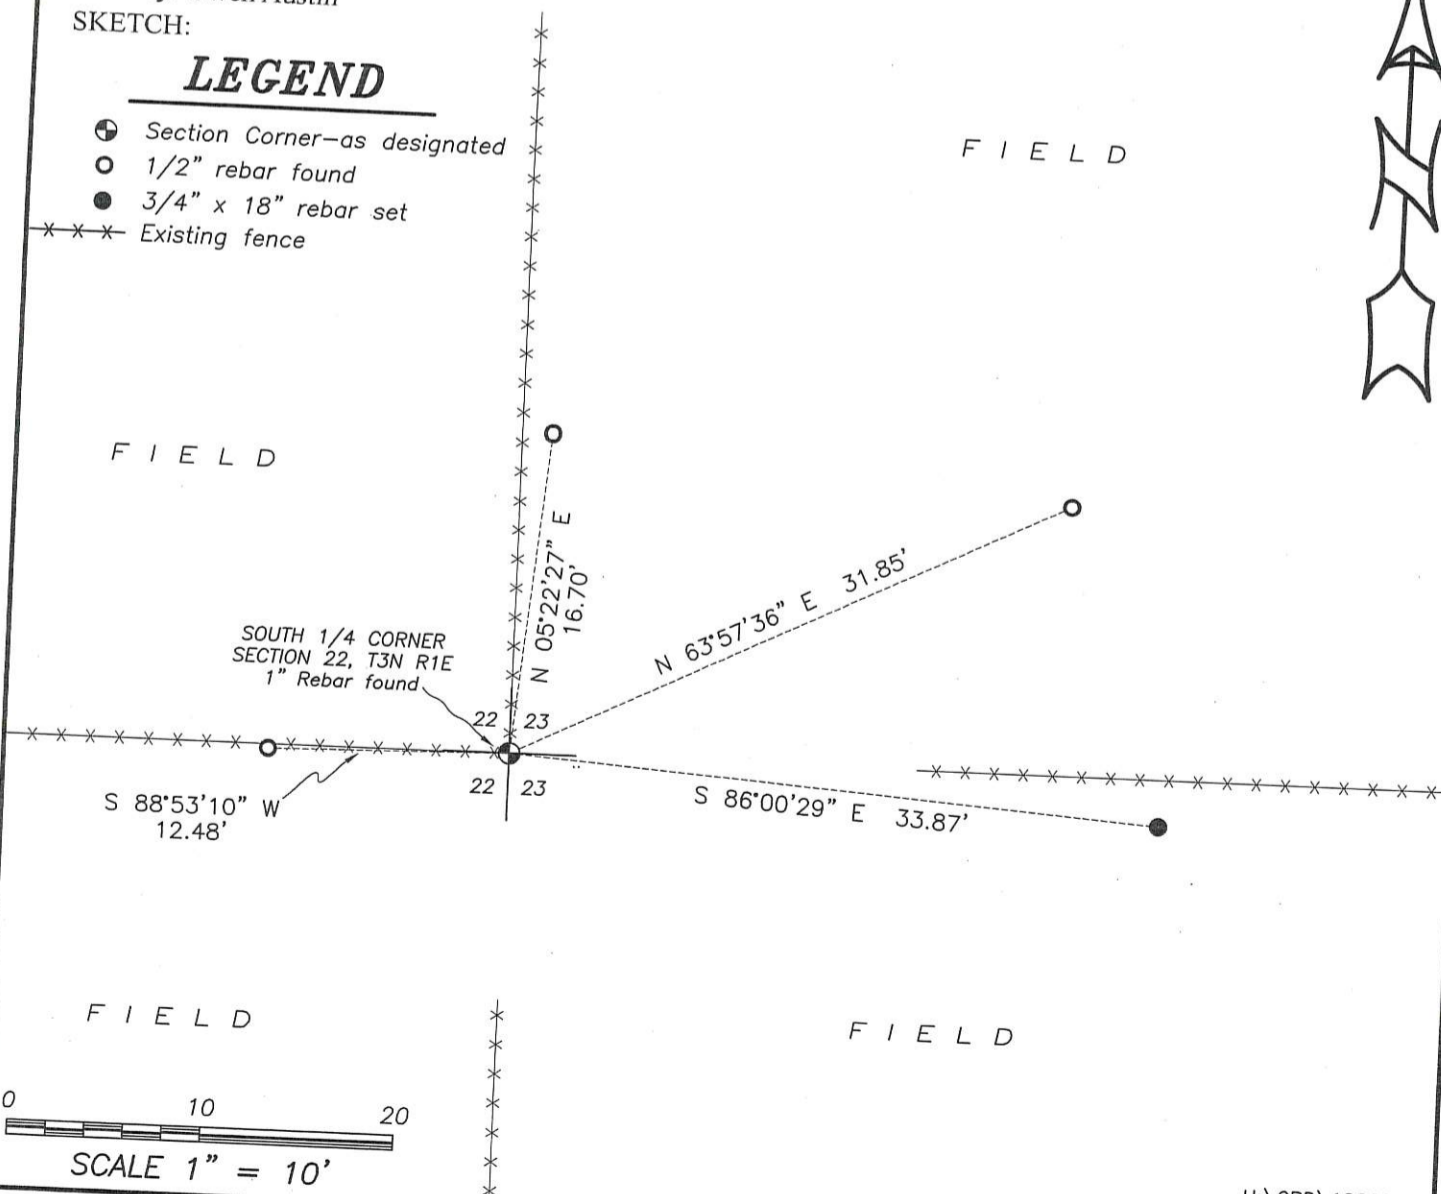 Austin
SKETCH:
LEGEND
Section Corner-as designated
1/2" rebar found
3/4" x 18" rebar set
Existing fence
FIELD
N
FIELD
N 05°22'27" E
16.70'
N 63°57'36" E 31.85'
SOUTH 1/4 CORNER
SECTION 22, T3N R1E
1" Rebar found
22 23
22 23
S 88°53'10" W
12.48'
S 86°00'29" E 33.87'
FIELD
FIELD
0 10 20
SCALE 1" = 10'